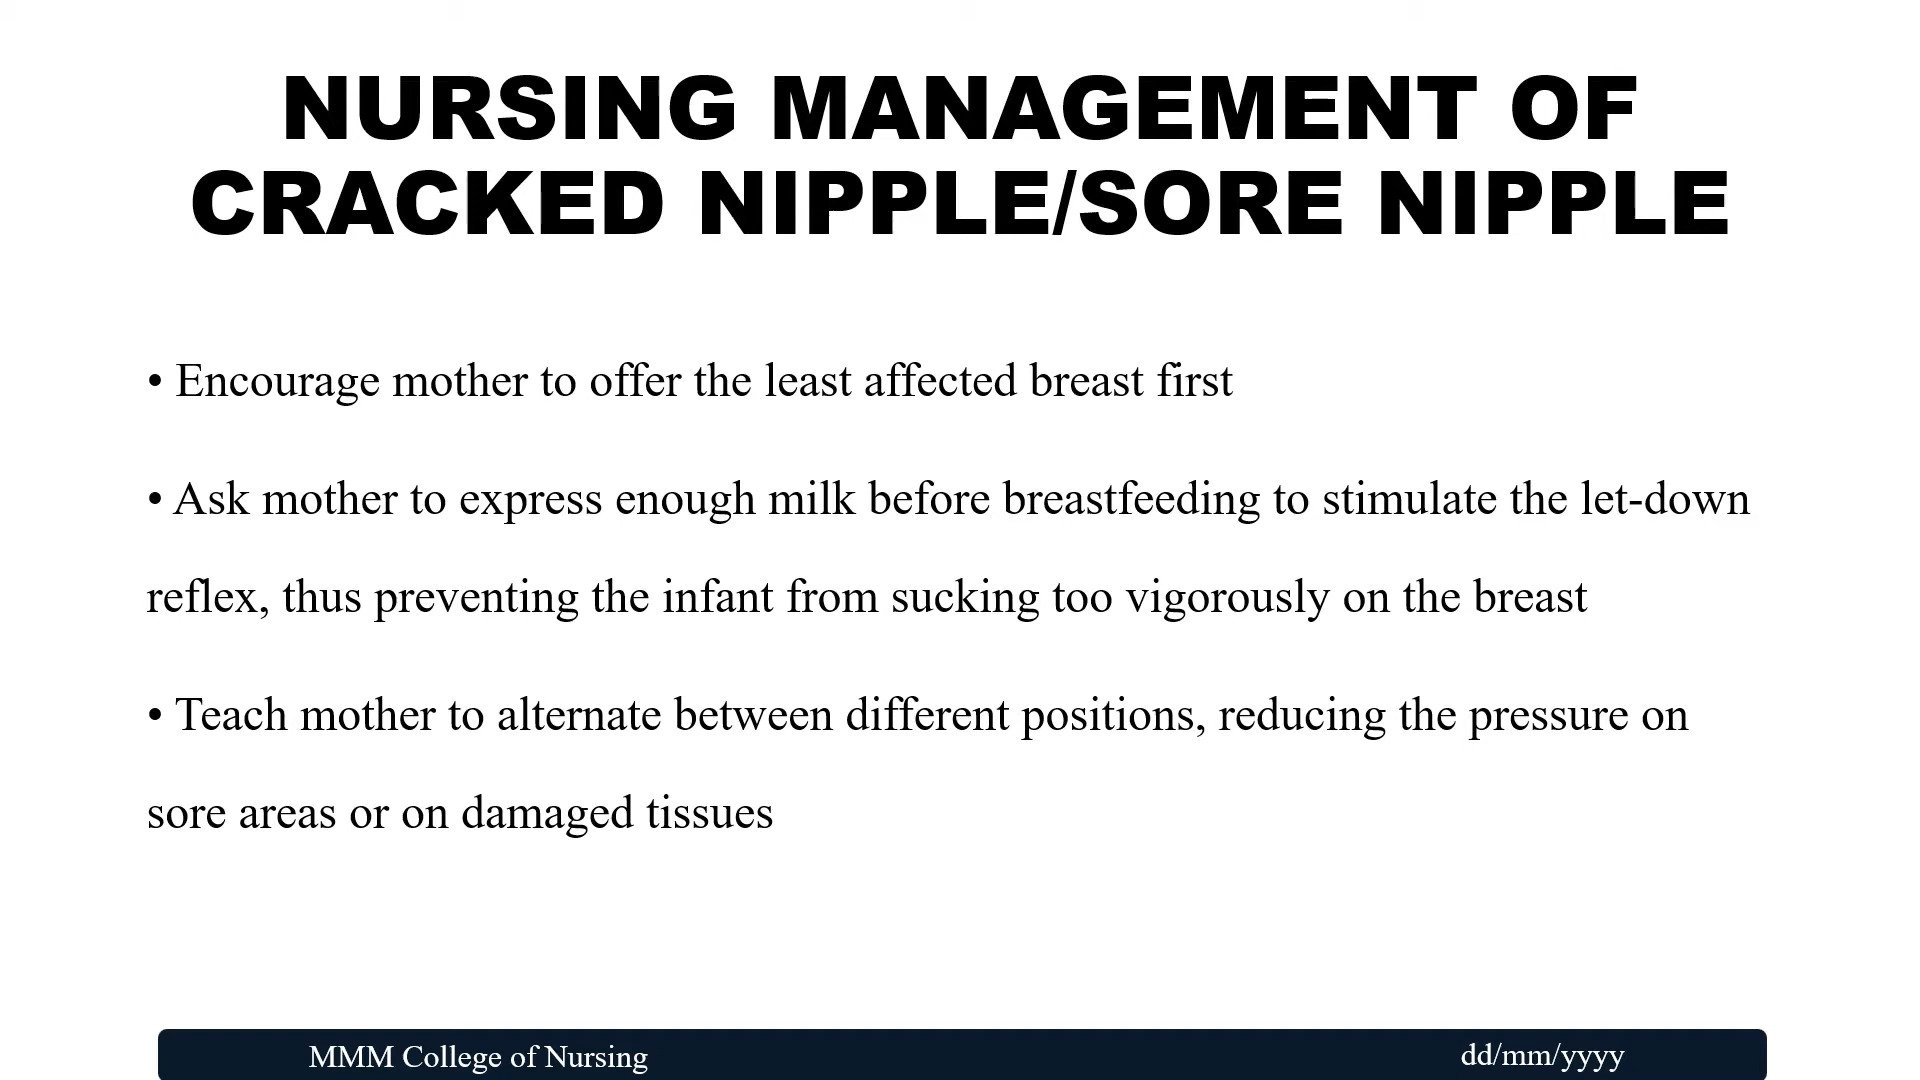 NURSING MANAGEMENT OF
CRACKED NIPPLE/SORE NIPPLE
• Encourage mother to offer the least affected breast first
• Ask mother to express enough milk before breastfeeding to stimulate the let-down
reflex, thus preventing the infant from sucking too vigorously on the breast
• Teach mother to alternate between different positions, reducing the pressure on
sore areas or on damaged tissues
MMM College of Nursing
dd/mm/yyyy